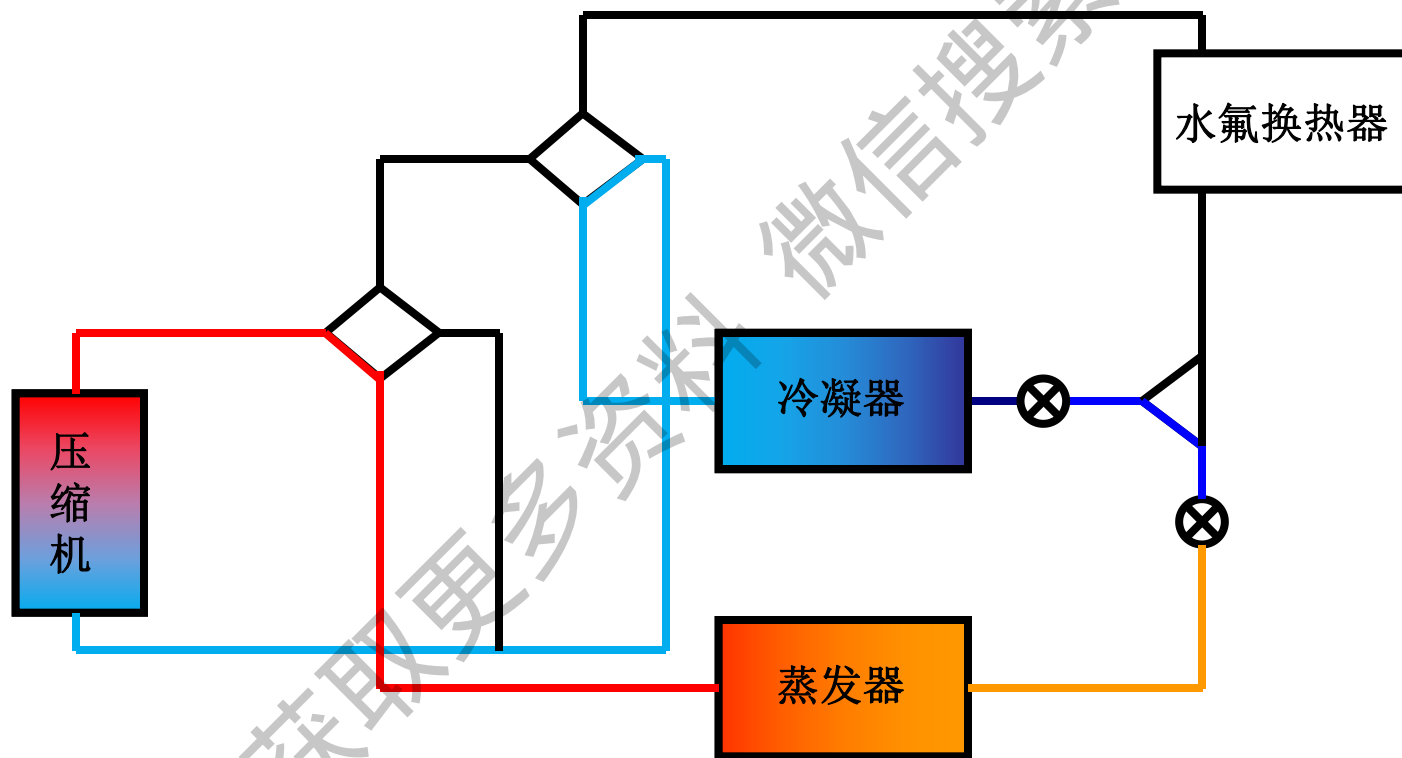 水氟换热器
冷凝器
压
缩
机
蒸发器
获取更多资料 微信搜索